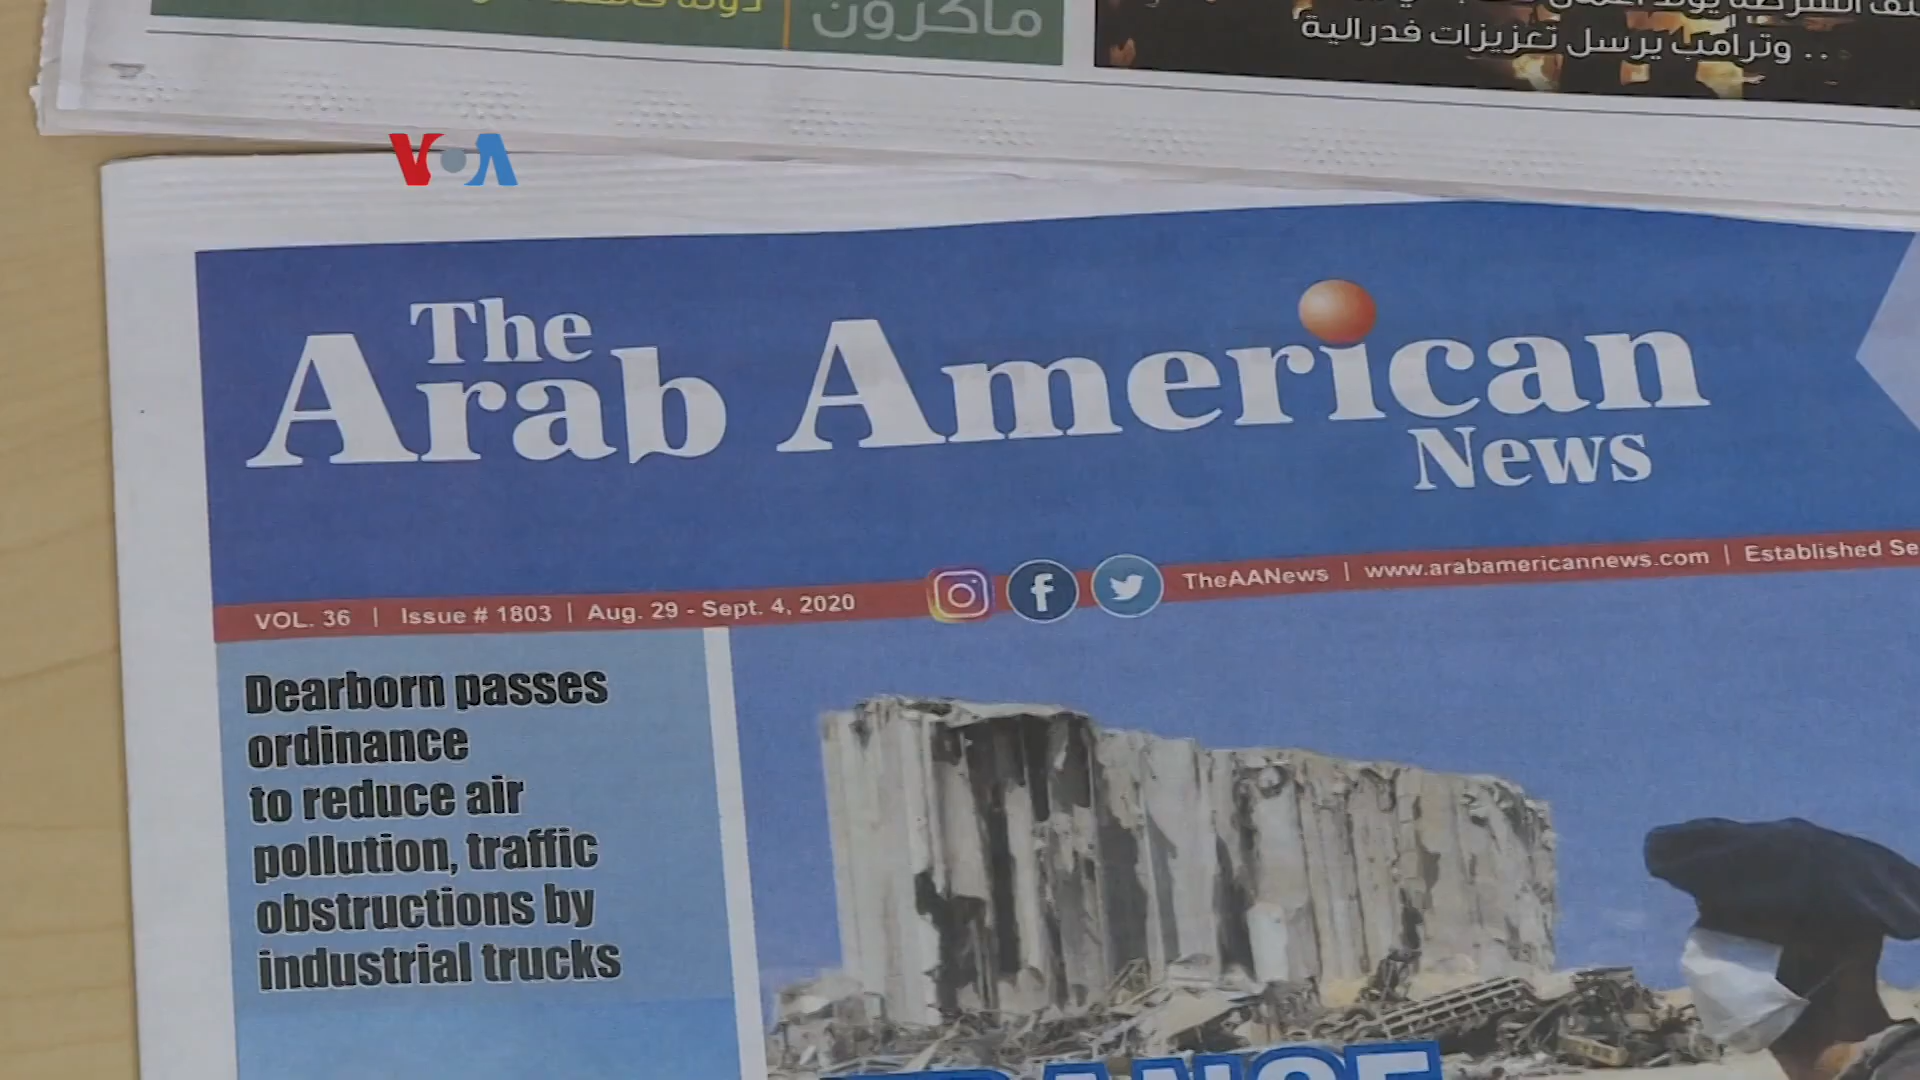 ماكرون
.. وترامب يرسل تعزيزات فدرالية
VOA
The
Arab American
News
VOL. 36 | Issue # 1803 | Aug. 29 - Sept. 4, 2020
TheAANews | www.arabamericannews.com | Established
Dearborn passes
ordinance
to reduce air
pollution, traffic
obstructions by
industrial trucks